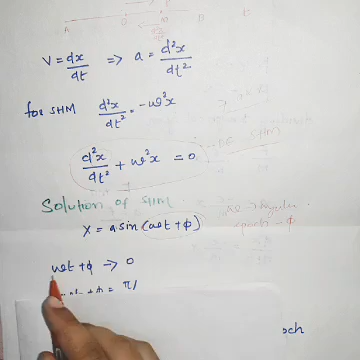 A O M B
V = dx/dt ⇒ a = d²x/dt²
for SHM d²x/dt² = -ω²x
d²x/dt² + ω²x = 0
Solution of SHM
x = a sin (ωt + φ)
ωt + φ → 0
ωt + φ = π/